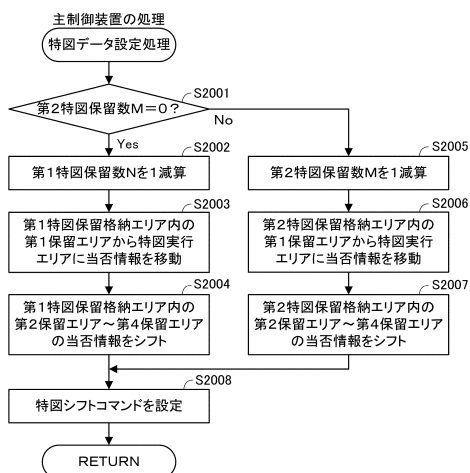 主制御装置の処理
特図データ設定処理
S2001
第2特図保留数M=0?
No
Yes
S2002
第1特図保留数Nを1減算
S2003
第1特図保留格納エリア内の
第1保留エリアから特図実行
エリアに当否情報を移動
S2004
第1特図保留格納エリア内の
第2保留エリア～第4保留エリア
の当否情報をシフト
S2005
第2特図保留数Mを1減算
S2006
第2特図保留格納エリア内の
第1保留エリアから特図実行
エリアに当否情報を移動
S2007
第2特図保留格納エリア内の
第2保留エリア～第4保留エリア
の当否情報をシフト
S2008
特図シフトコマンドを設定
RETURN